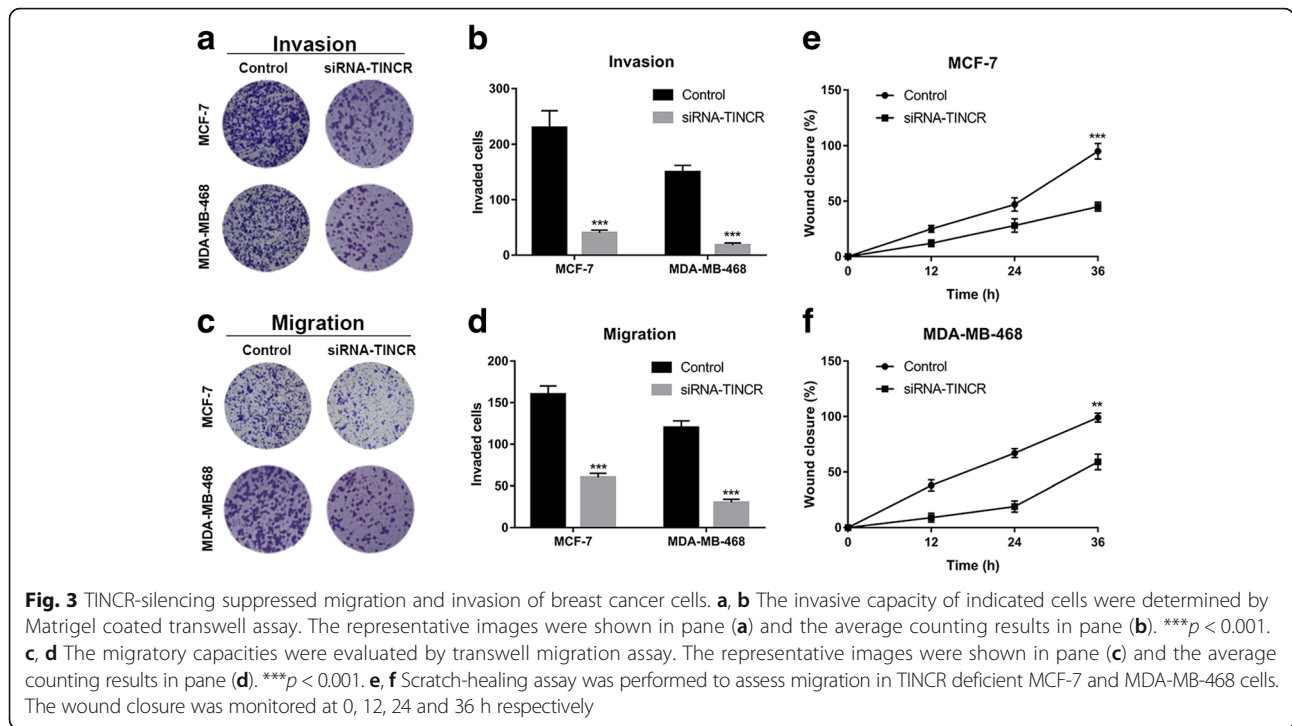 a
Invasion
Control siRNA-TINCR
MCF-7
MDA-MB-468
b
Invasion
Control
siRNA-TINCR
Invaded cells
300
200
100
0
***
***
MCF-7 MDA-MB-468
e
MCF-7
Control
siRNA-TINCR
Wound closure (%)
150
100
50
0
***
0 12 24 36
Time (h)
c
Migration
Control siRNA-TINCR
MCF-7
MDA-MB-468
d
Migration
Control
siRNA-TINCR
Invaded cells
200
150
100
50
0
***
***
MCF-7 MDA-MB-468
f
MDA-MB-468
Control
siRNA-TINCR
Wound closure (%)
150
100
50
0
**
0 12 24 36
Time (h)
Fig. 3 TINCR-silencing suppressed migration and invasion of breast cancer cells. a, b The invasive capacity of indicated cells were determined by
Matrigel coated transwell assay. The representative images were shown in pane (a) and the average counting results in pane (b). ***p < 0.001.
c, d The migratory capacities were evaluated by transwell migration assay. The representative images were shown in pane (c) and the average
counting results in pane (d). ***p < 0.001. e, f Scratch-healing assay was performed to assess migration in TINCR deficient MCF-7 and MDA-MB-468 cells.
The wound closure was monitored at 0, 12, 24 and 36 h respectively